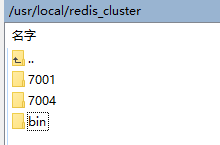 /usr/local/redis_cluster
名字
..
7001
7004
bin